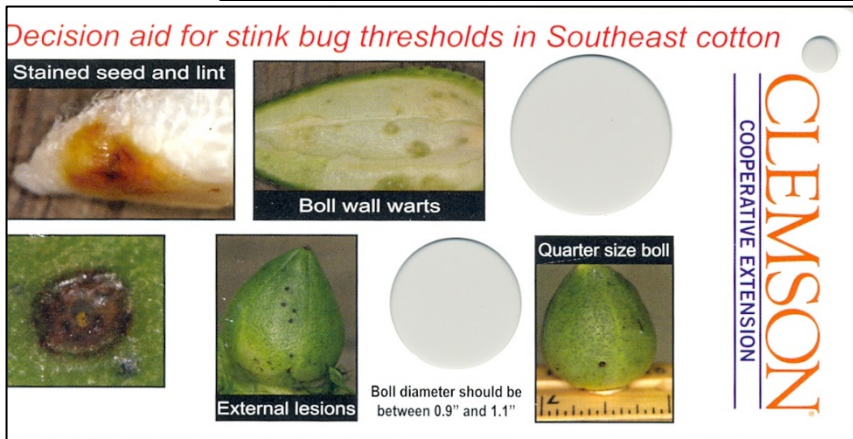 Decision aid for stink bug thresholds in Southeast cotton
Stained seed and lint
Boll wall warts
External lesions
Boll diameter should be
between 0.9" and 1.1"
Quarter size boll
CLEMSON
COOPERATIVE EXTENSION